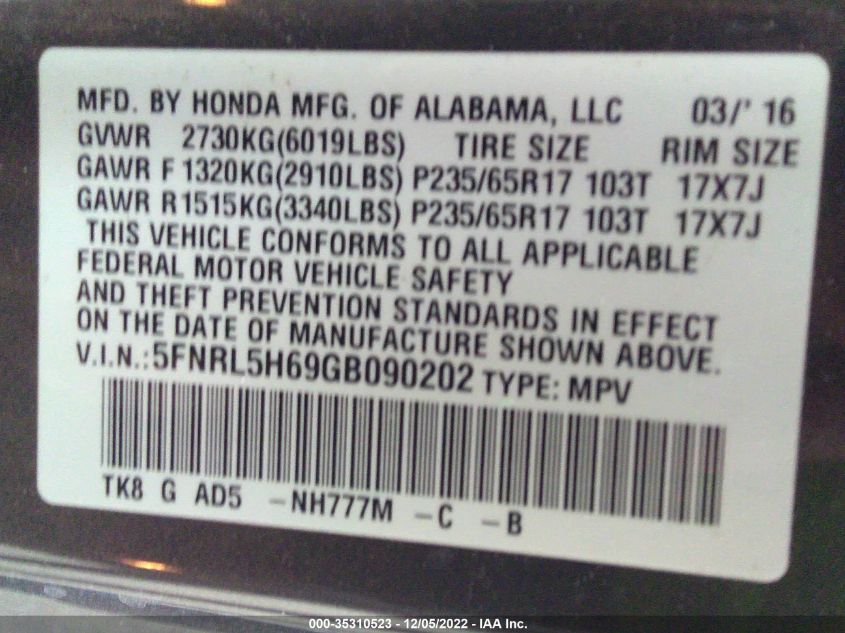 MFD. BY HONDA MFG. OF ALABAMA, LLC 03/' 16
GVWR 2730KG(6019LBS) TIRE SIZE RIM SIZE
GAWR F 1320KG(2910LBS) P235/65R17 103T 17X7J
GAWR R1515KG(3340LBS) P235/65R17 103T 17X7J
THIS VEHICLE CONFORMS TO ALL APPLICABLE
FEDERAL MOTOR VEHICLE SAFETY
AND THEFT PREVENTION STANDARDS IN EFFECT
ON THE DATE OF MANUFACTURE SHOWN ABOVE.
V.I.N.:5FNRL5H69GB090202 TYPE: MPV
TK8 G AD5 -NH777M -C -B
000-35310523 - 12/05/2022 - IAA Inc.